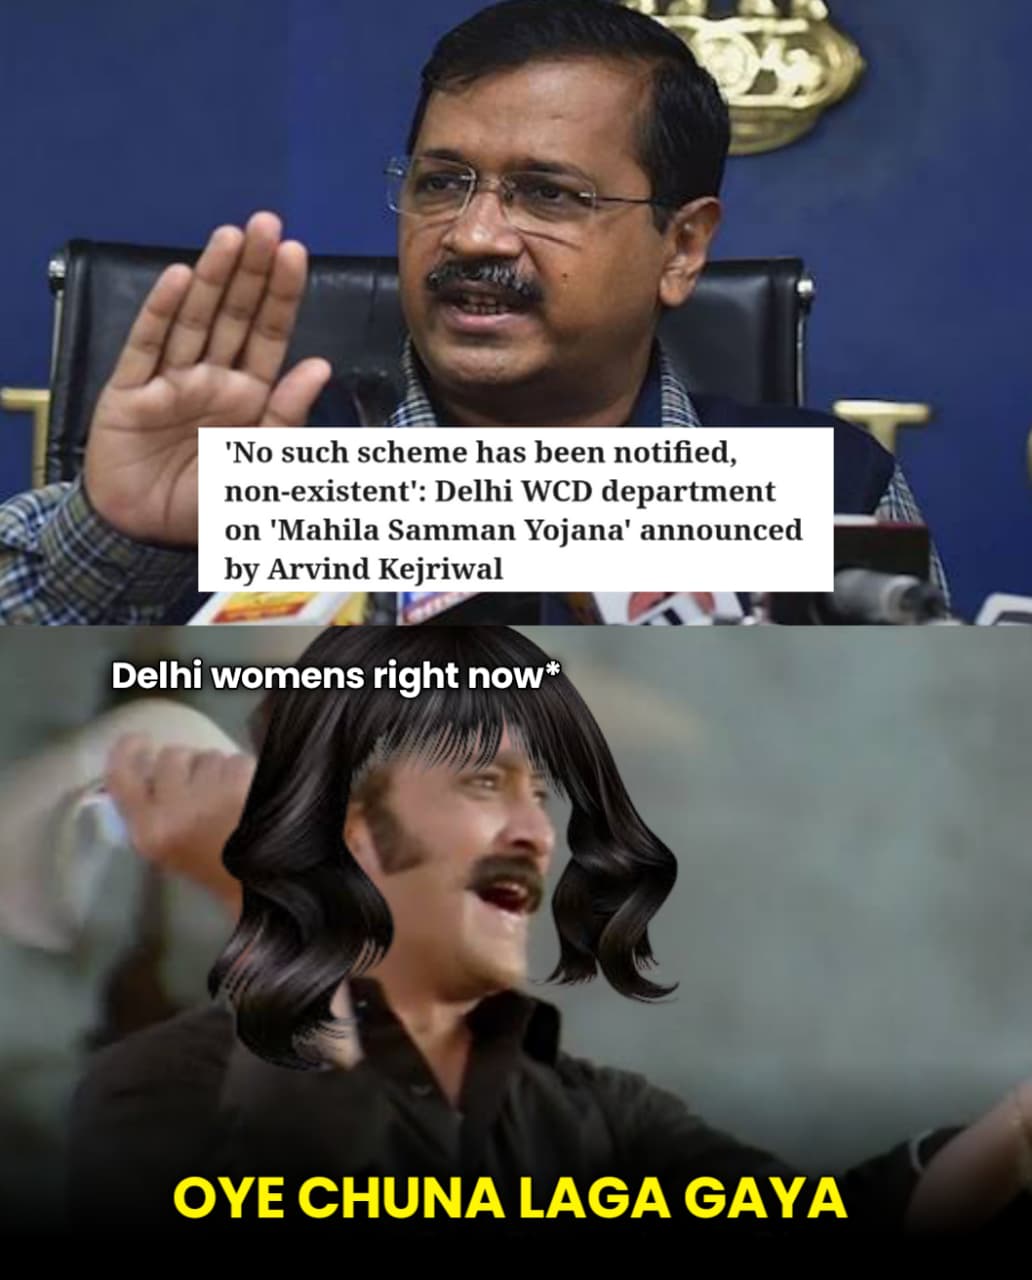 'No such scheme has been notified,
non-existent': Delhi WCD department
on 'Mahila Samman Yojana' announced
by Arvind Kejriwal
Delhi womens right now*
OYE CHUNA LAGA GAYA